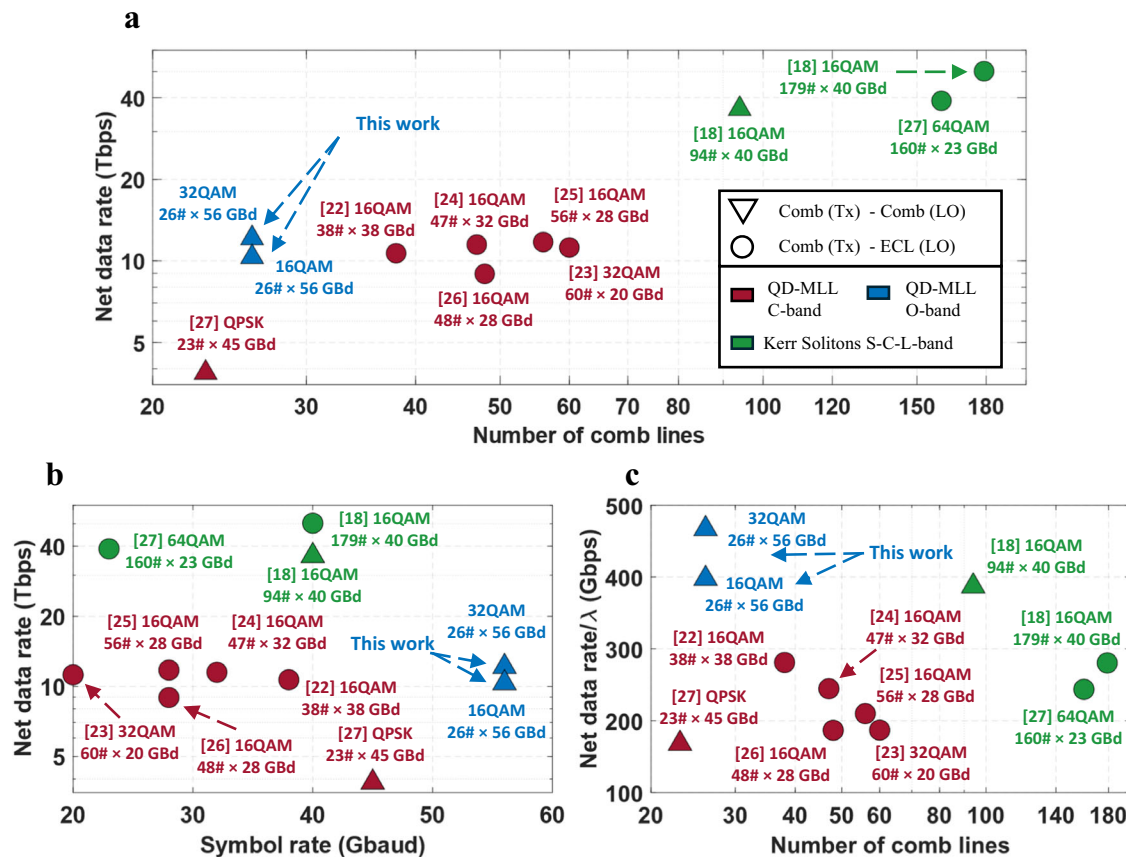 a
Net data rate (Tbps)
40
20
10
5
[18] 16QAM
179# × 40 GBd
[18] 16QAM
94# × 40 GBd
[27] 64QAM
160# × 23 GBd
This work
32QAM
26# × 56 GBd
16QAM
26# × 56 GBd
[22] 16QAM
38# × 38 GBd
[24] 16QAM
47# × 32 GBd
[25] 16QAM
56# × 28 GBd
[26] 16QAM
48# × 28 GBd
[23] 32QAM
60# × 20 GBd
[27] QPSK
23# × 45 GBd
Comb (Tx) - Comb (LO)
Comb (Tx) - ECL (LO)
QD-MLL
C-band
QD-MLL
O-band
Kerr Solitons S-C-L-band
20 30 40 50 60 70 80 100 120 150 180
Number of comb lines
b
Net data rate (Tbps)
40
20
10
5
[27] 64QAM
160# × 23 GBd
[18] 16QAM
179# × 40 GBd
[18] 16QAM
94# × 40 GBd
[25] 16QAM
56# × 28 GBd
[24] 16QAM
47# × 32 GBd
32QAM
26# × 56 GBd
This work
16QAM
26# × 56 GBd
[22] 16QAM
38# × 38 GBd
[23] 32QAM
60# × 20 GBd
[26] 16QAM
48# × 28 GBd
[27] QPSK
23# × 45 GBd
20 30 40 50 60
Symbol rate (Gbaud)
c
Net data rate/λ (Gbps)
500
400
300
200
100
32QAM
26# × 56 GBd
This work
16QAM
26# × 56 GBd
[18] 16QAM
94# × 40 GBd
[24] 16QAM
47# × 32 GBd
[22] 16QAM
38# × 38 GBd
[18] 16QAM
179# × 40 GBd
[25] 16QAM
56# × 28 GBd
[27] QPSK
23# × 45 GBd
[27] 64QAM
160# × 23 GBd
[26] 16QAM
48# × 28 GBd
[23] 32QAM
60# × 20 GBd
20 30 40 50 60 80 100 140 180
Number of comb lines